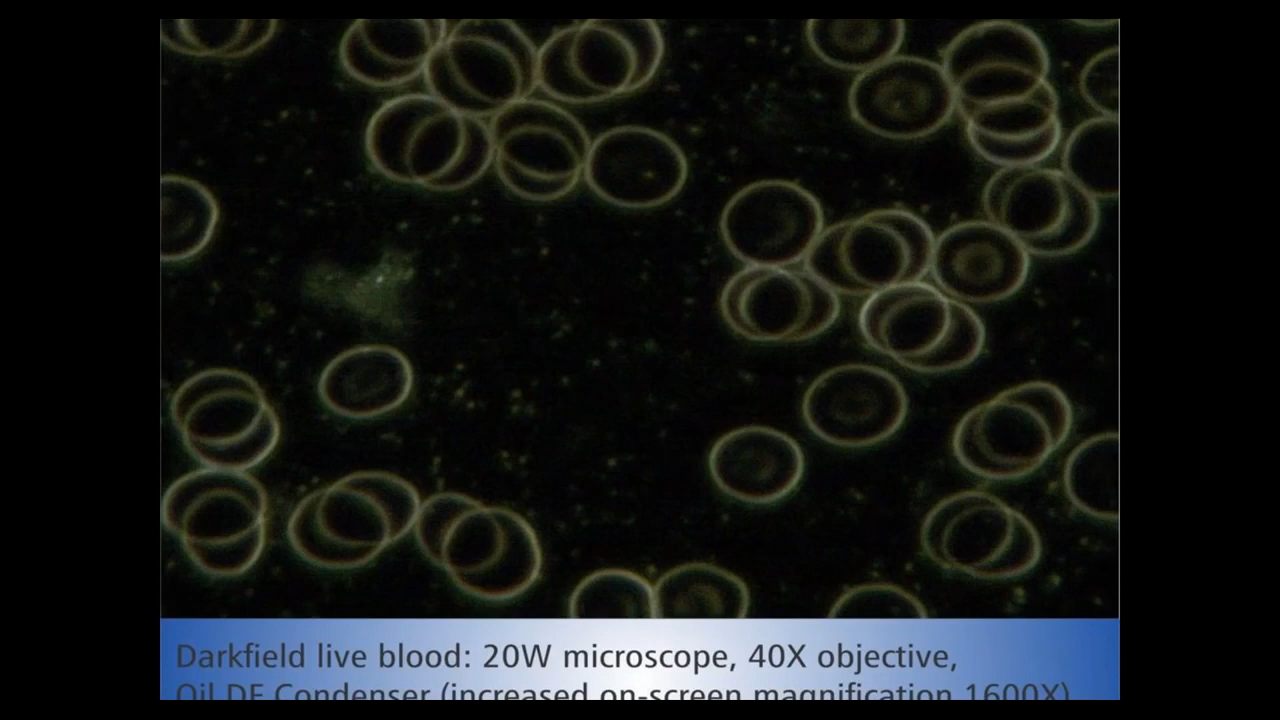 Darkfield live blood: 20W microscope, 40X objective,
Oil DF Condenser (increased on-screen magnification 1600X)